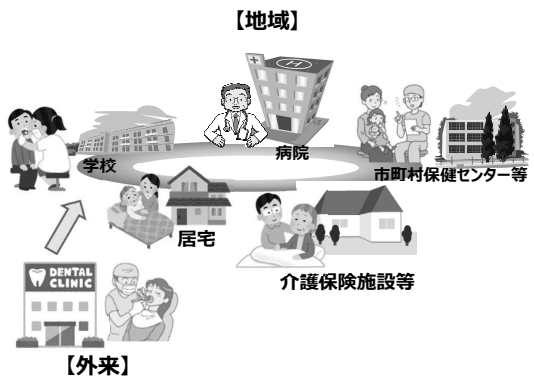 【地域】
学校
病院
市町村保健センター等
居宅
介護保険施設等
DENTAL
CLINIC
【外来】
H